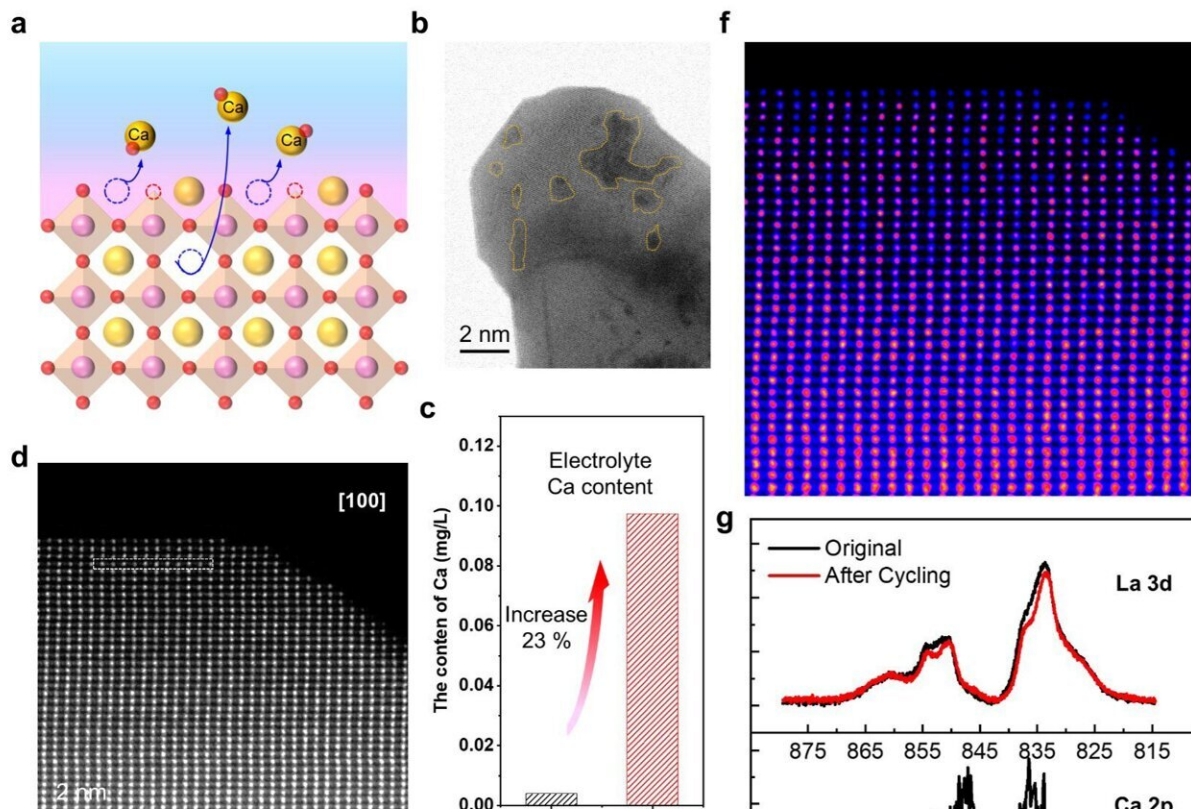 a
Ca
Ca
Ca
b
2 nm
f
d
[100]
2 nm
c
The conten of Ca (mg/L)
0.12
0.10
0.08
0.06
0.04
0.02
0.00
Electrolyte
Ca content
Increase
23 %
g
Original
After Cycling
La 3d
875 865 855 845 835 825 815
Ca 2p